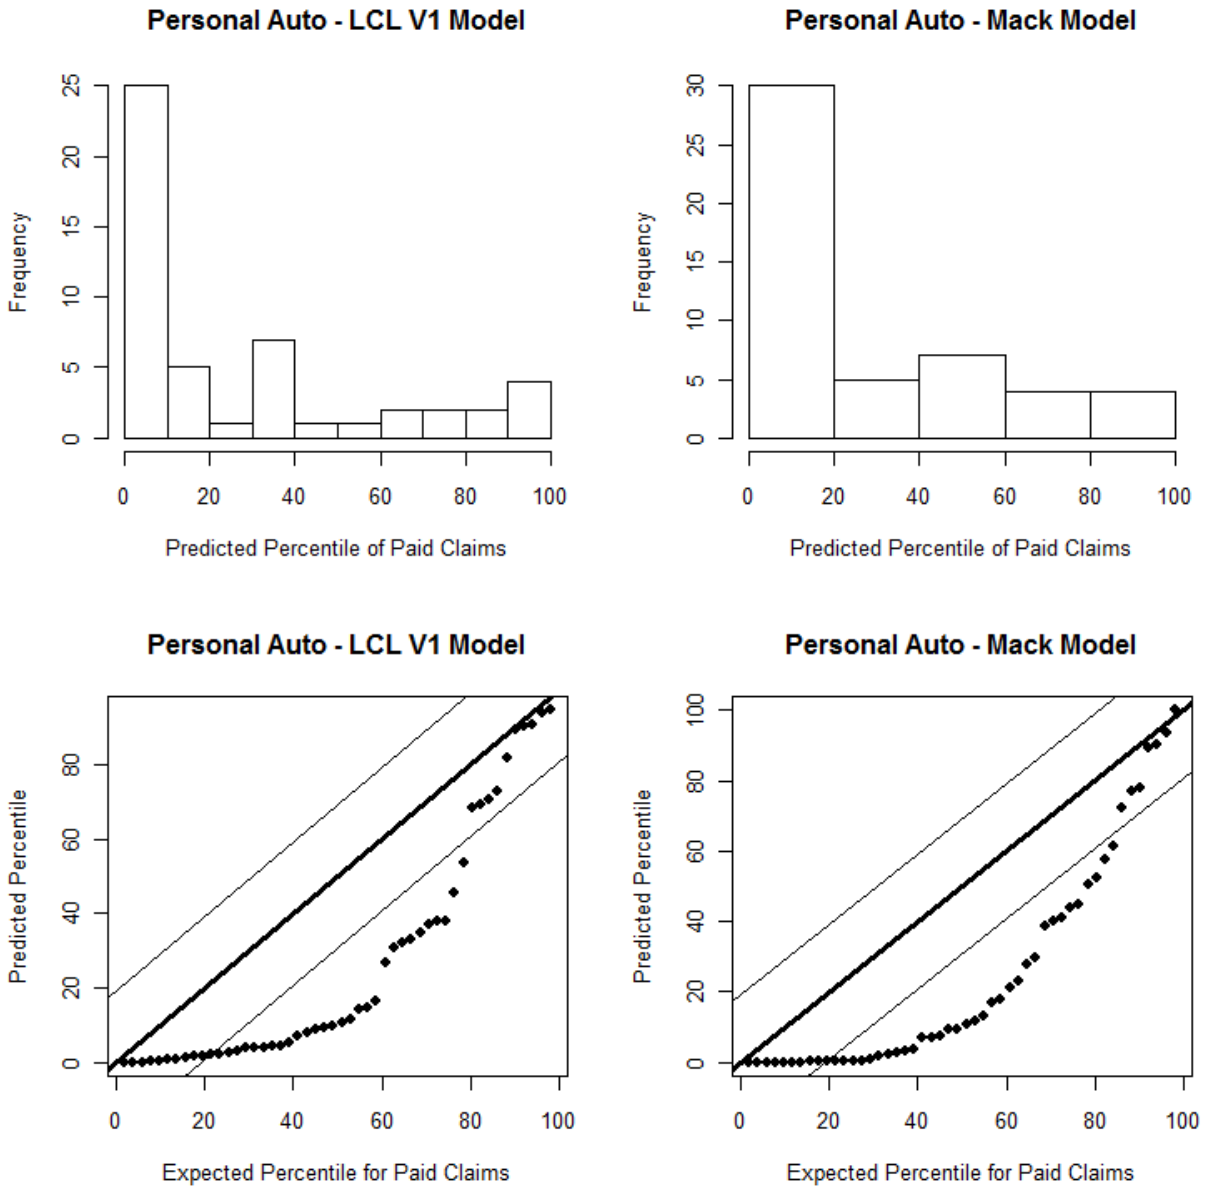 Personal Auto - LCL V1 Model
Frequency
25
20
15
10
5
0
0 20 40 60 80 100
Predicted Percentile of Paid Claims
Personal Auto - Mack Model
Frequency
30
25
20
15
10
5
0
0 20 40 60 80 100
Predicted Percentile of Paid Claims
Personal Auto - LCL V1 Model
Predicted Percentile
80
60
40
20
0
0 20 40 60 80 100
Expected Percentile for Paid Claims
Personal Auto - Mack Model
Predicted Percentile
100
80
60
40
20
0
0 20 40 60 80 100
Expected Percentile for Paid Claims